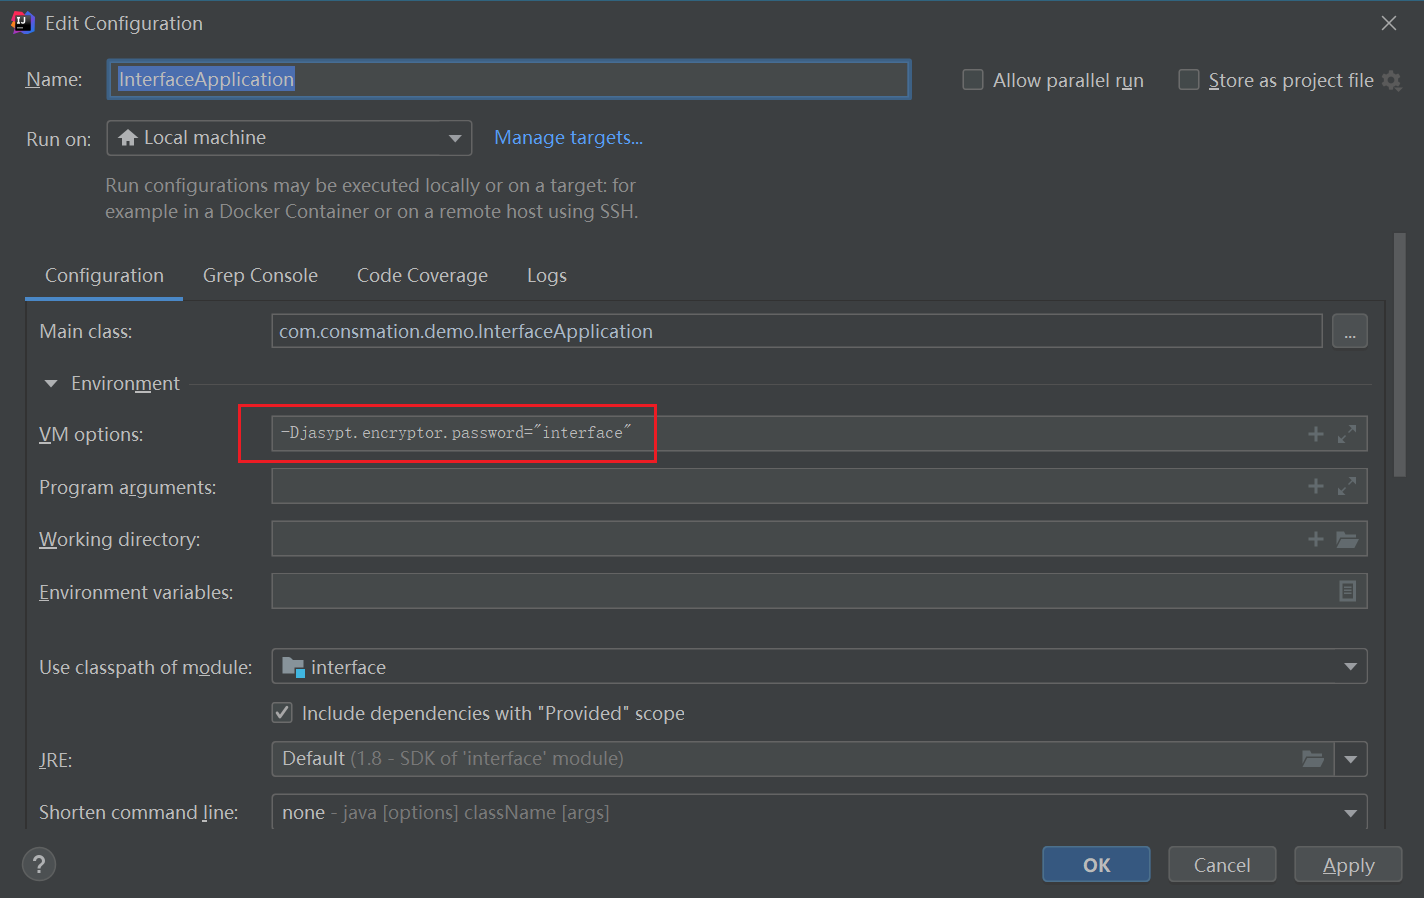 Edit Configuration
Name: InterfaceApplication Allow parallel run Store as project file
Run on: Local machine Manage targets...
Run configurations may be executed locally or on a target: for
example in a Docker Container or on a remote host using SSH.
Configuration Grep Console Code Coverage Logs
Main class: com.consmation.demo.InterfaceApplication ...
Environment
VM options: -Djasypt.encryptor.password="interface"
Program arguments:
Working directory:
Environment variables:
Use classpath of module: interface
Include dependencies with "Provided" scope
JRE: Default (1.8 - SDK of 'interface' module)
Shorten command line: none - java [options] className [args]
? OK Cancel Apply